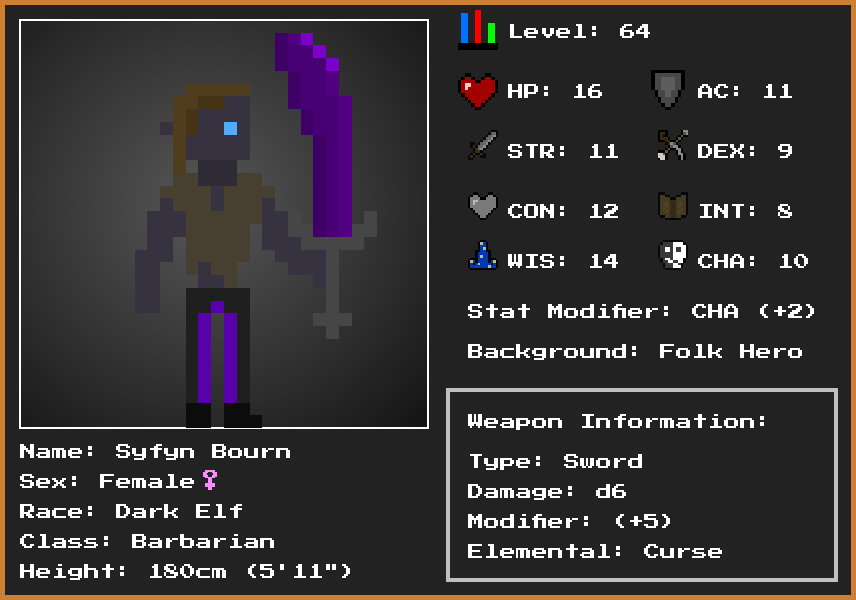 Level: 64
HP: 16
AC: 11
STR: 11
DEX: 9
CON: 12
INT: 8
WIS: 14
CHA: 10
Stat Modifier: CHA (+2)
Background: Folk Hero
Weapon Information:
Type: Sword
Damage: d6
Modifier: (+5)
Elemental: Curse
Name: Syfyn Bourn
Sex: Female♀
Race: Dark Elf
Class: Barbarian
Height: 180cm (5'11")